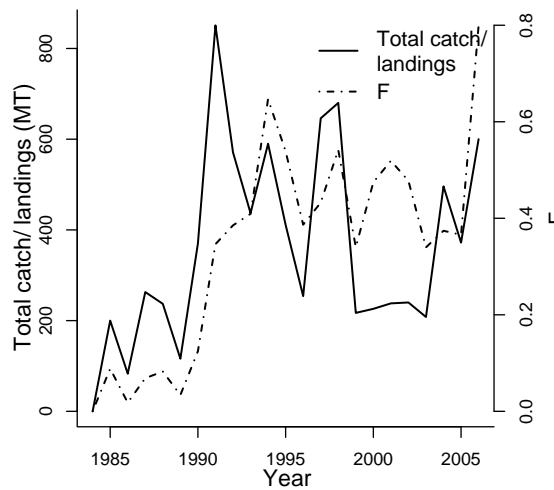 Total catch/
landings
F
Total catch/ landings (MT)
0
200
400
600
800
F
0.0
0.2
0.4
0.6
0.8
1985 1990 1995 2000 2005
Year